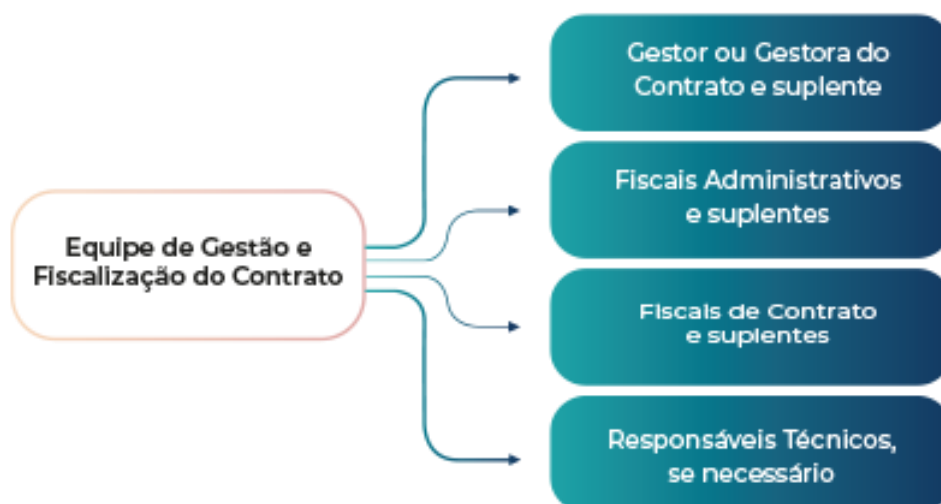 Equipe de Gestão e
Fiscalização do Contrato
Gestor ou Gestora do
Contrato e suplente
Fiscais Administrativos
e suplentes
Fiscais de Contrato
e suplentes
Responsáveis Técnicos,
se necessário